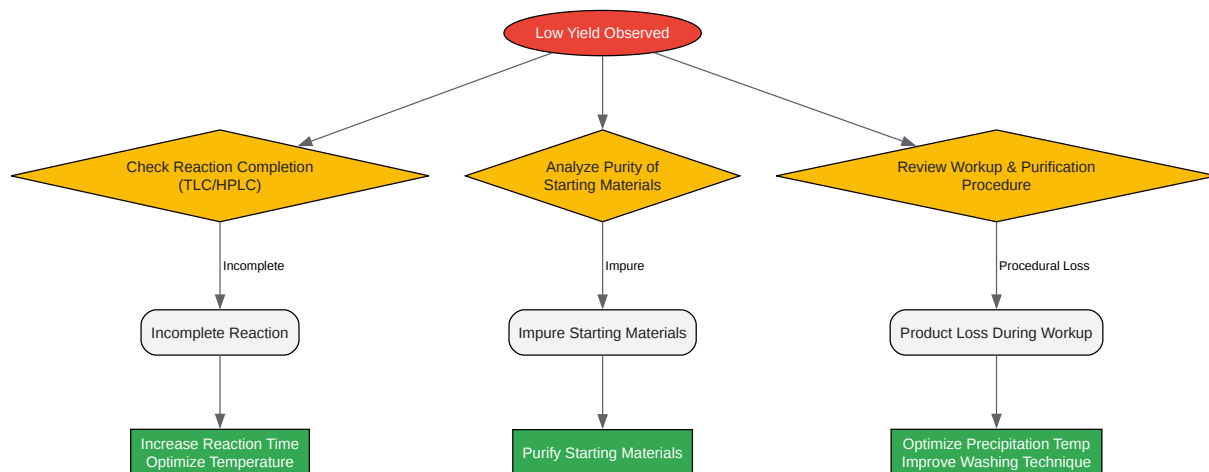 Low Yield Observed
Check Reaction Completion
(TLC/HPLC)
Analyze Purity of
Starting Materials
Review Workup & Purification
Procedure
Incomplete
Impure
Procedural Loss
Incomplete Reaction
Impure Starting Materials
Product Loss During Workup
Increase Reaction Time
Optimize Temperature
Purify Starting Materials
Optimize Precipitation Temp
Improve Washing Technique